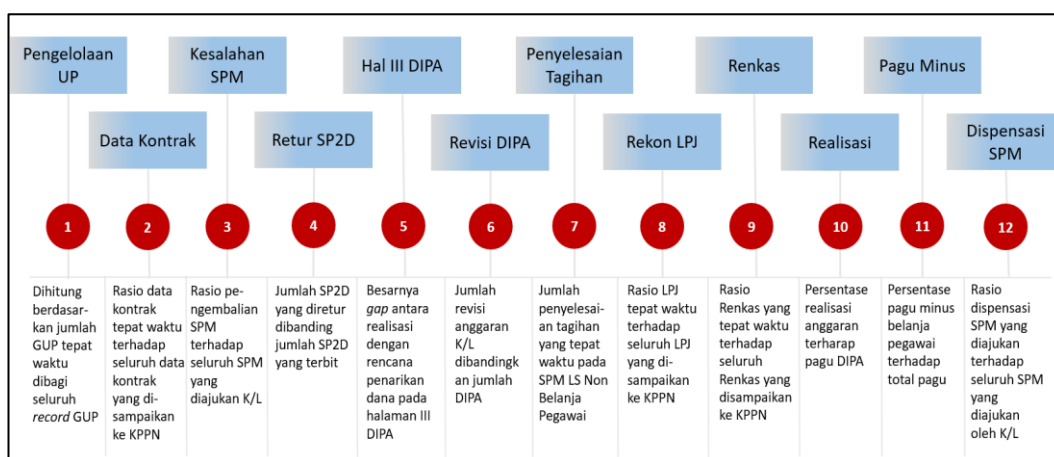 Pengelolaan
UP
Kesalahan
SPM
Hal III DIPA
Penyelesaian
Tagihan
Renkas
Pagu Minus
Data Kontrak
Retur SP2D
Revisi DIPA
Rekon LPJ
Realisasi
Dispensasi
SPM
1
2
3
4
5
6
7
8
9
10
11
12
Dihitung
berdasar-
kan jumlah
GUP tepat
waktu
dibagi
seluruh
record GUP
Rasio data
kontrak
tepat waktu
terhadap
seluruh data
kontrak
yang di-
sampaikan
ke KPPN
Rasio pe-
ngembalian
SPM
terhadap
seluruh SPM
yang
diajukan K/L
Jumlah SP2D
yang diretur
dibanding
jumlah SP2D
yang terbit
Besarnya
gap antara
realisasi
dengan
rencana
penarikan
dana pada
halaman III
DIPA
Jumlah
revisi
anggaran
K/L
dibandingk
an jumlah
DIPA
Jumlah
penyelesai-
an tagihan
yang tepat
waktu pada
SPM LS Non
Belanja
Pegawai
Rasio LPJ
tepat waktu
terhadap
seluruh LPJ
yang di-
sampaikan
ke KPPN
Rasio
Renkas yang
tepat waktu
terhadap
seluruh
Renkas yang
disampaikan
ke KPPN
Persentase
realisasi
anggaran
terharap
pagu DIPA
Persentase
pagu minus
belanja
pegawai
terhadap
total pagu
Rasio
dispensasi
SPM yang
diajukan
terhadap
seluruh SPM
yang
diajukan
oleh K/L